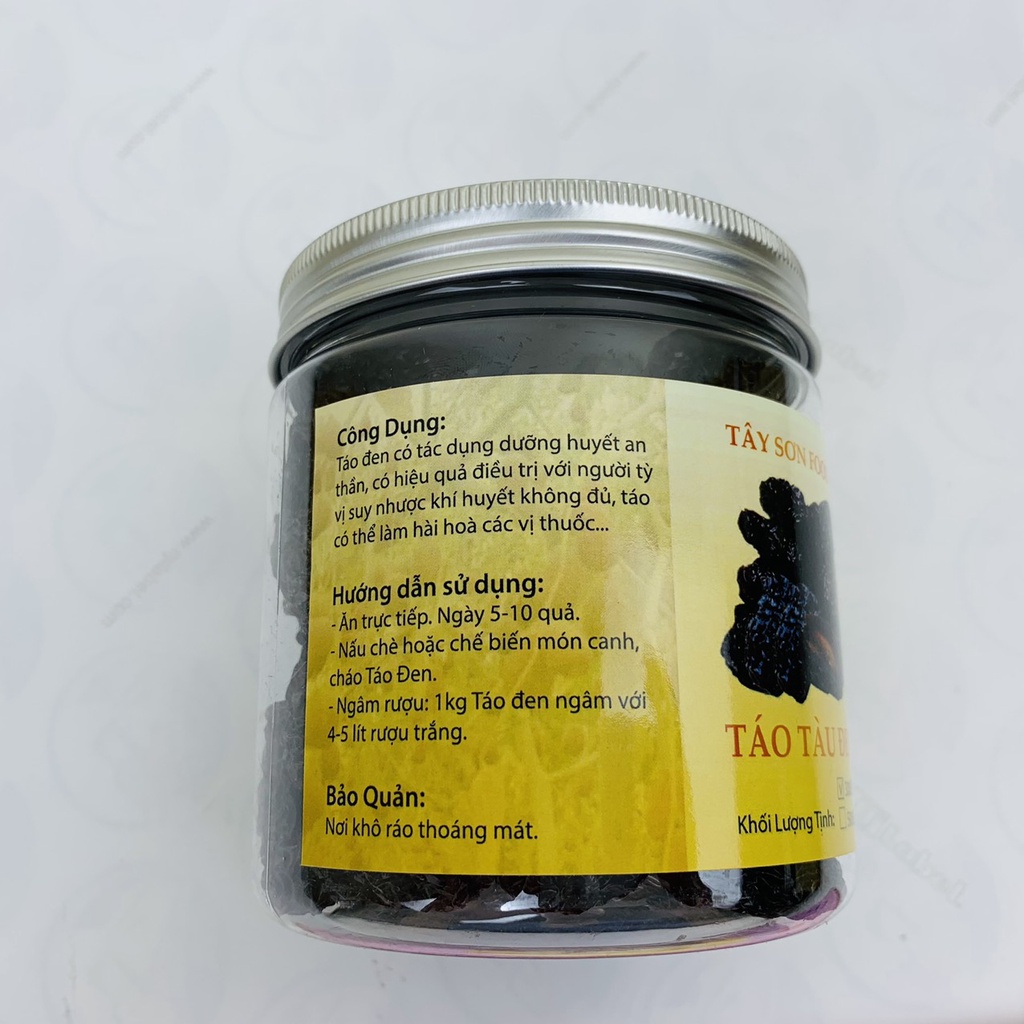 Công Dụng:
Táo đen có tác dụng dưỡng huyết an
thần, có hiệu quả điều trị với người tỳ
vị suy nhược khí huyết không đủ, táo
có thể làm hài hoà các vị thuốc...
Hướng dẫn sử dụng:
- Ăn trực tiếp. Ngày 5-10 quả.
- Nấu chè hoặc chế biến món canh,
cháo Táo Đen.
- Ngâm rượu: 1kg Táo đen ngâm với
4-5 lít rượu trắng.
Bảo Quản:
Nơi khô ráo thoáng mát.
TÂY SƠN
TÁO TÀU
Khối Lượng Tịnh: